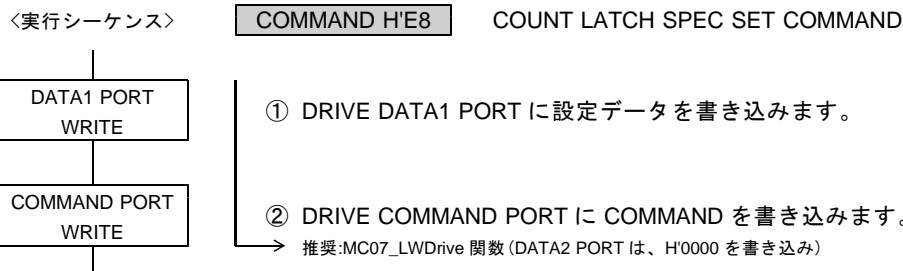 〈実行シーケンス〉 COMMAND H'E8 COUNT LATCH SPEC SET COMMAND
DATA1 PORT
WRITE
① DRIVE DATA1 PORT に設定データを書き込みます。
COMMAND PORT
WRITE
② DRIVE COMMAND PORT に COMMAND を書き込みます。
推奨:MC07_LWDrive 関数(DATA2 PORT は、H'0000 を書き込み)